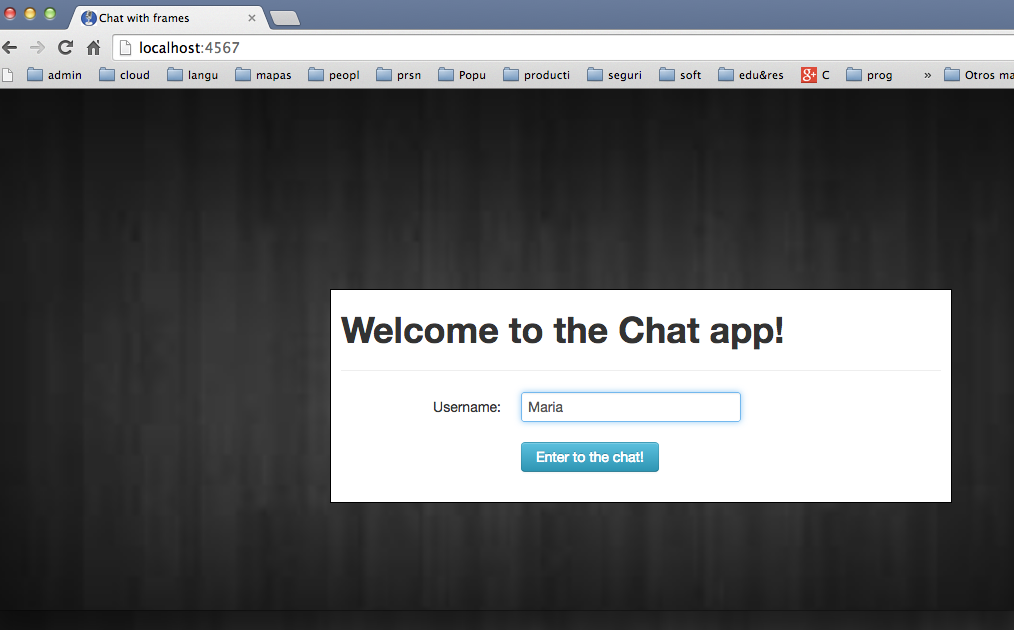 Chat with frames
localhost:4567
admin cloud langu mapas peopl prsn Popu producti seguri soft edu&res g+ C prog » Otros ma
Welcome to the Chat app!
Username: Maria
Enter to the chat!